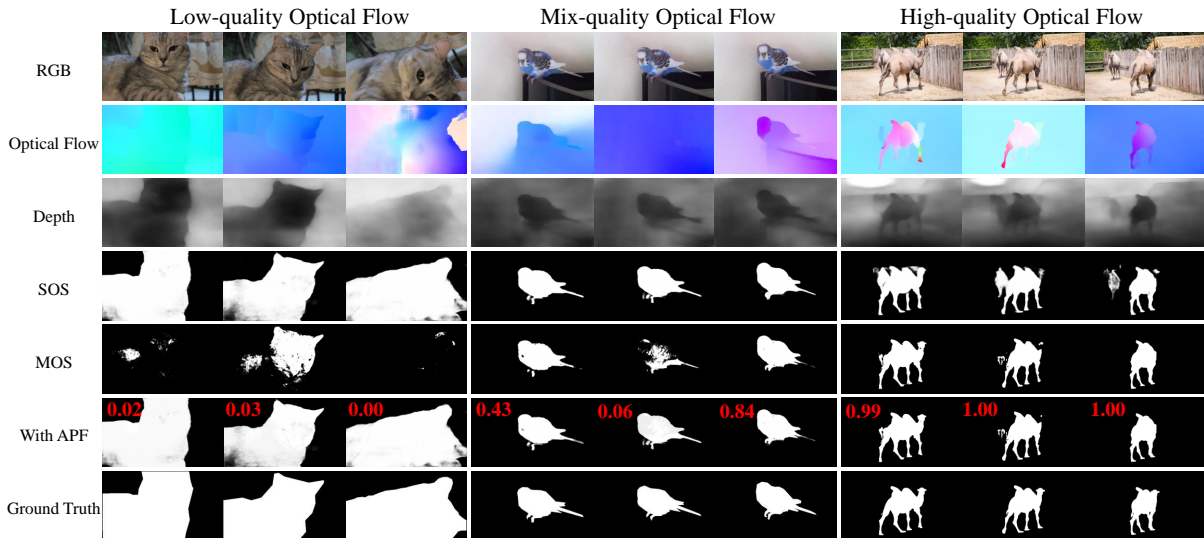 Low-quality Optical Flow Mix-quality Optical Flow High-quality Optical Flow
RGB
Optical Flow
Depth
SOS
MOS
0.02 0.03 0.00 0.43 0.06 0.84 0.99 1.00 1.00
With APF
Ground Truth